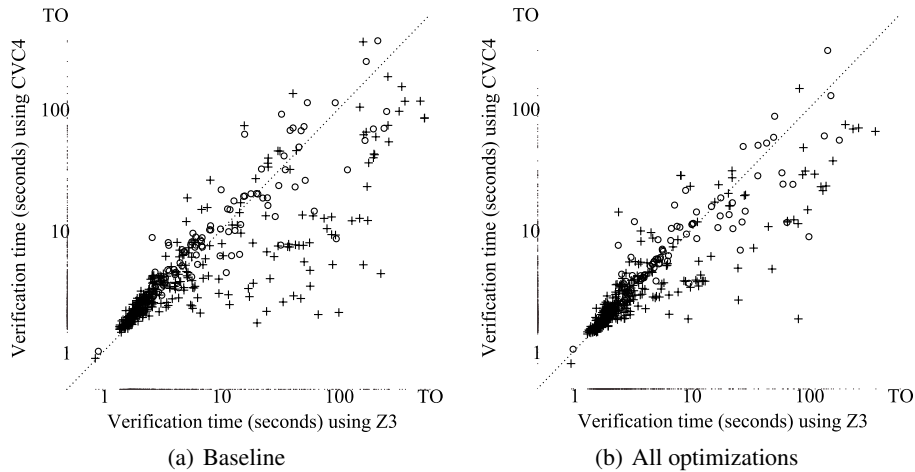 TO
Verification time (seconds) using CVC4
100
10
1
1
10
100
TO
Verification time (seconds) using Z3
(a) Baseline
TO
Verification time (seconds) using CVC4
100
10
1
1
10
100
TO
Verification time (seconds) using Z3
(b) All optimizations